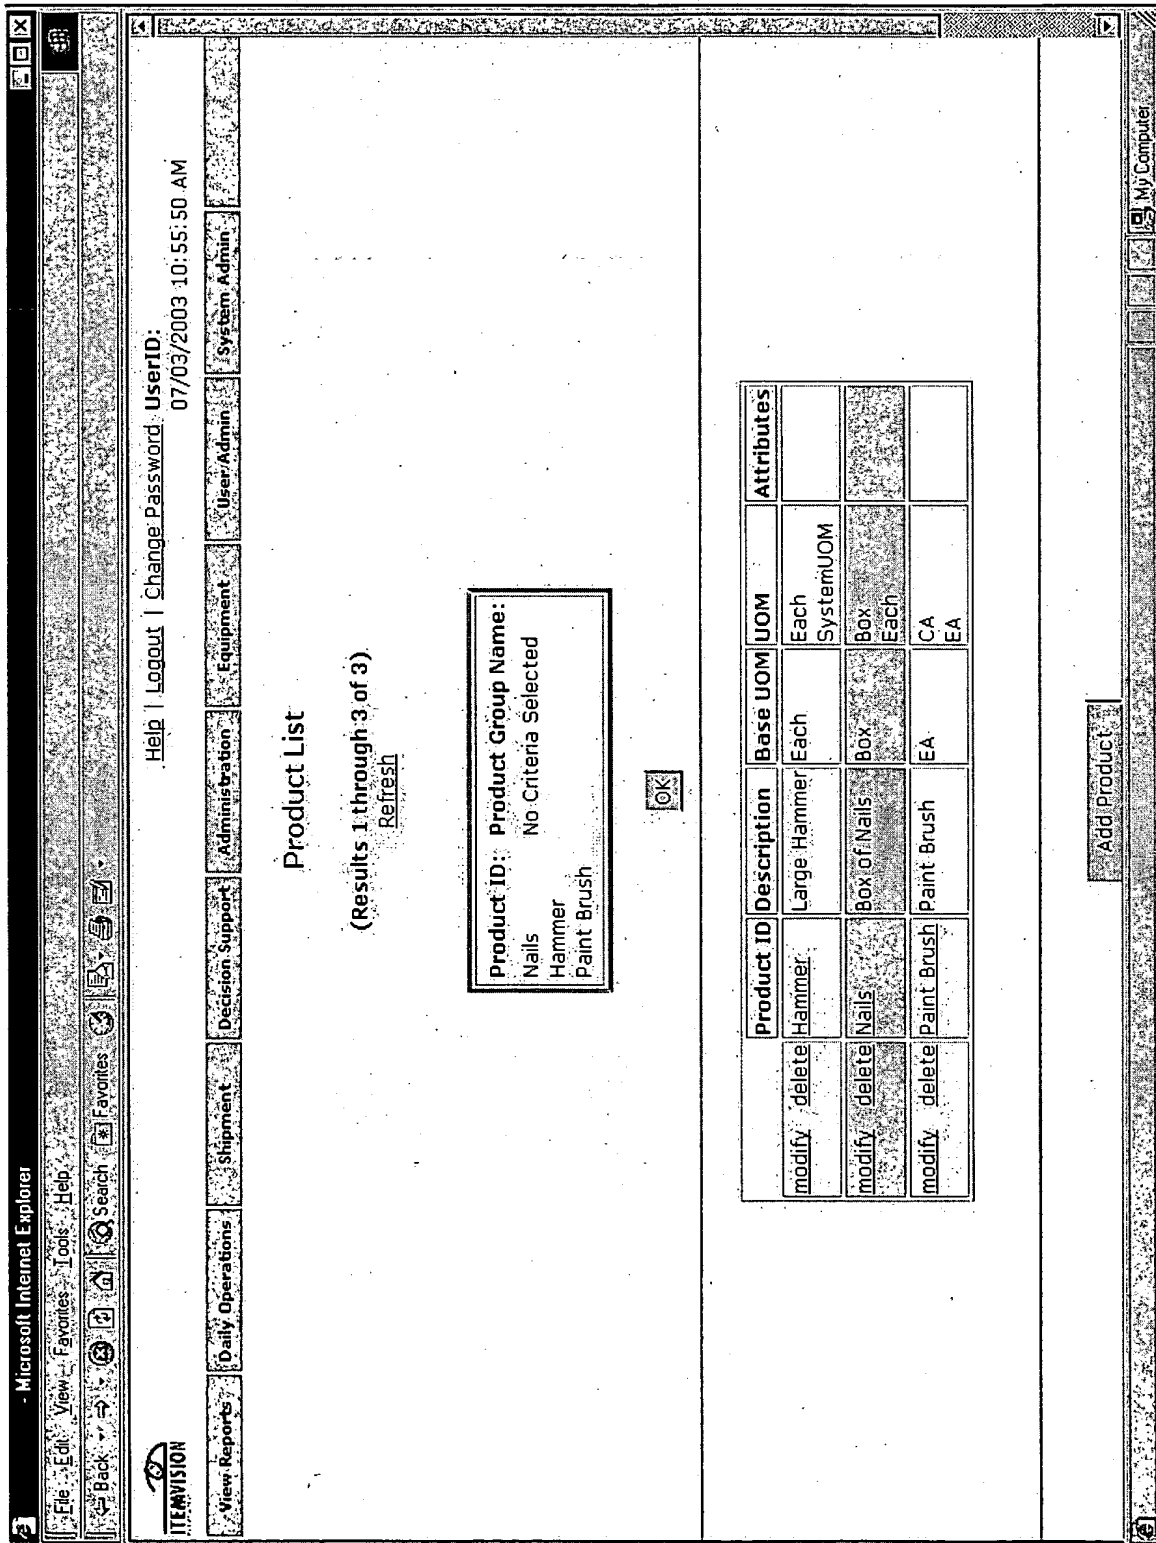 - Microsoft Internet Explorer
File Edit View Favorites Tools Help
Back Search Favorites
ITEMVISION
Help | Logout | Change Password UserID:
07/03/2003 10:55:50 AM
View Reports Daily Operations Shipment Decision Support Administration Equipment User Admin System Admin
Product List
(Results 1 through 3 of 3)
Refresh
Product ID: Product Group Name:
Nails No Criteria Selected
Hammer
Paint Brush
OK
Product ID Description Base UOM UOM Attributes
modify delete Hammer Large Hammer Each Each
SystemUOM
modify delete Nails Box of Nails Box Box
Each
modify delete Paint Brush Paint Brush EA CA
EA
Add Product
My Computer